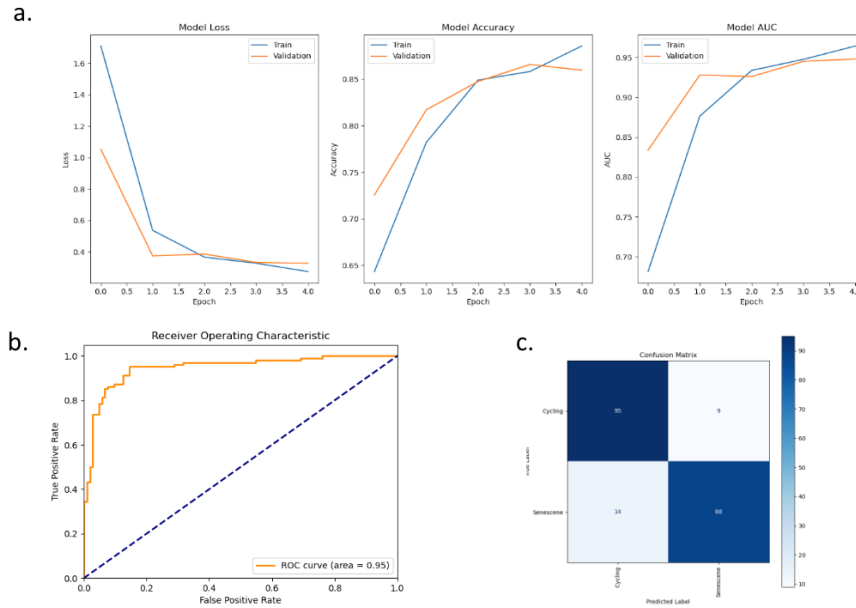 a.
Model Loss
Train
Validation
1.6
1.4
1.2
1.0
0.8
0.6
0.4
Loss
0.0 0.5 1.0 1.5 2.0 2.5 3.0 3.5 4.0
Epoch
Model Accuracy
Train
Validation
0.85
0.80
0.75
0.70
0.65
Accuracy
0.0 0.5 1.0 1.5 2.0 2.5 3.0 3.5 4.0
Epoch
Model AUC
Train
Validation
0.95
0.90
0.85
0.80
0.75
0.70
AUC
0.0 0.5 1.0 1.5 2.0 2.5 3.0 3.5
Epoch
b.
Receiver Operating Characteristic
1.0
0.8
0.6
0.4
0.2
0.0
True Positive Rate
ROC curve (area = 0.95)
0.0 0.2 0.4 0.6 0.8 1.0
False Positive Rate
c.
Confusion Matrix
Cycling
95 9
Senescene
14 88
Cycling Senescene
Predicted Label
90
80
70
60
50
40
30
20
10